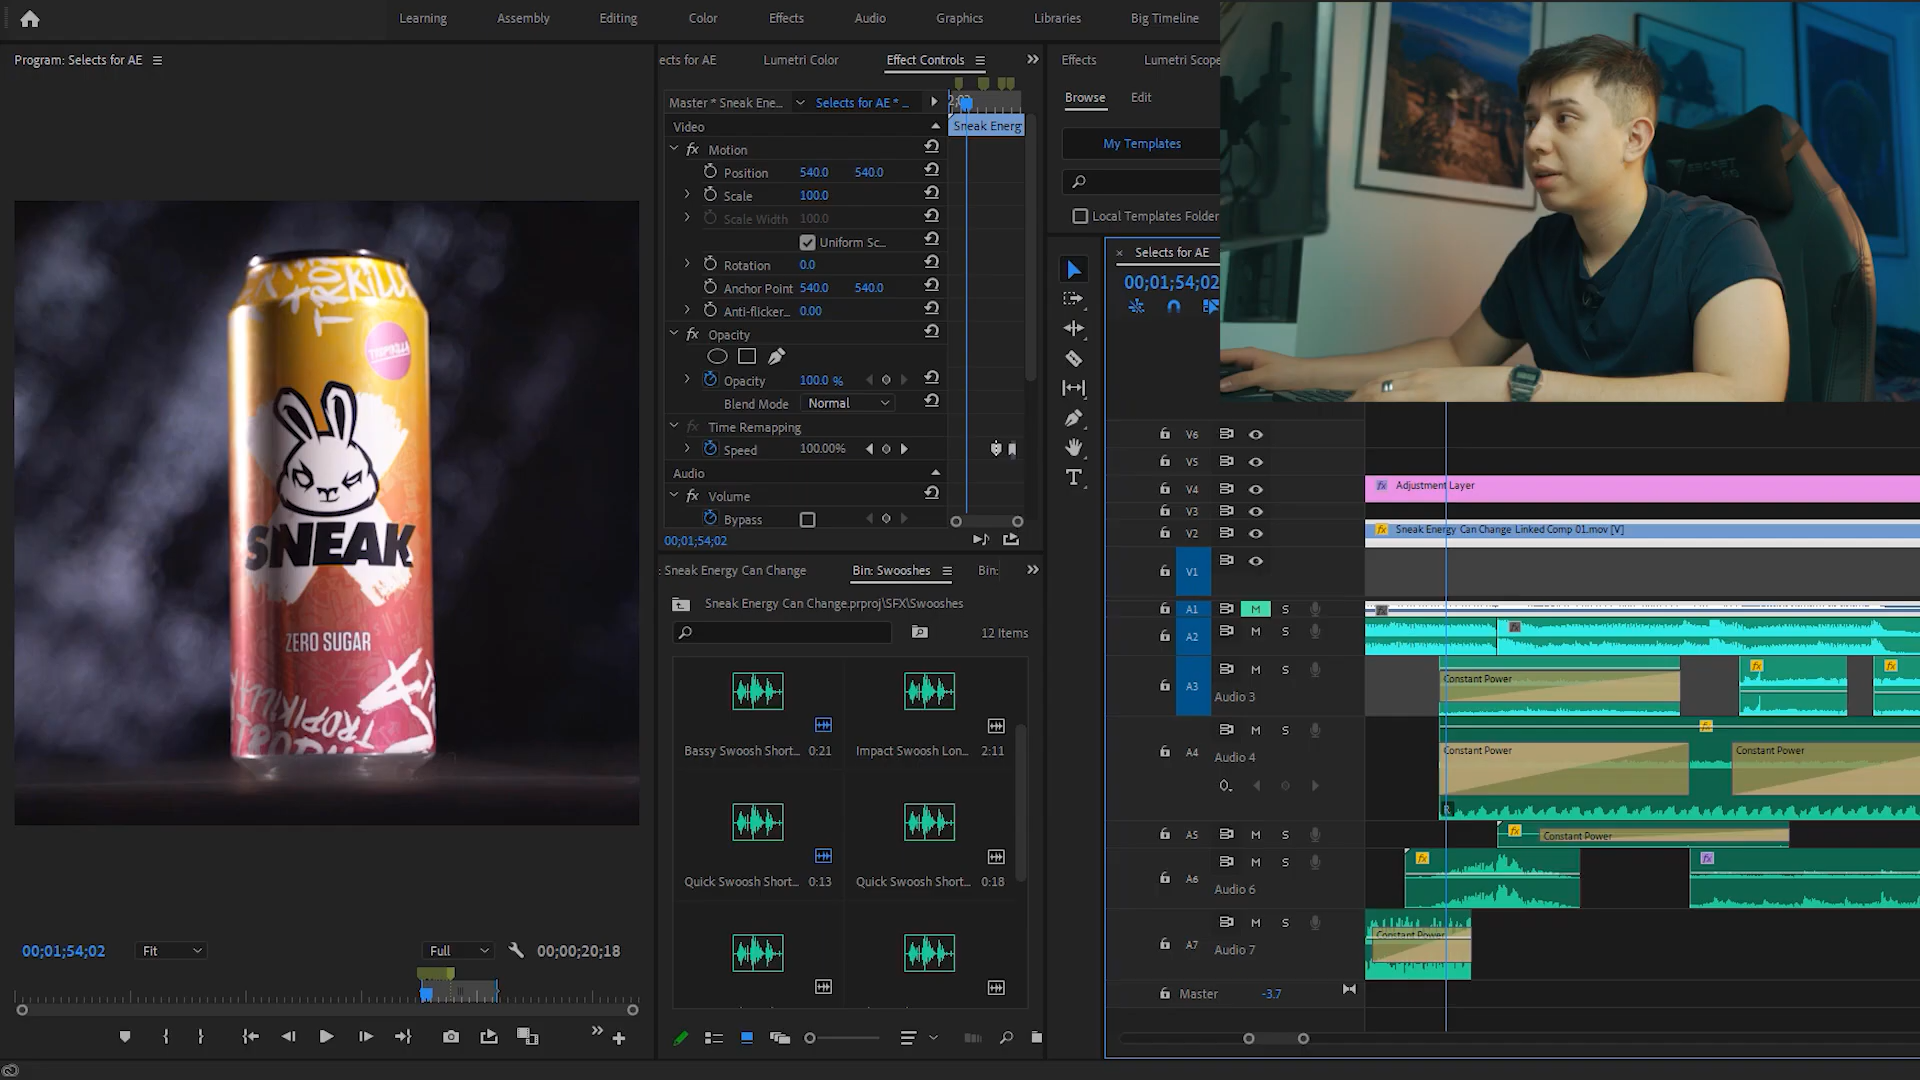 Learning
Assembly
Editing
Color
Effects
Audio
Graphics
Libraries
Big Timeline
Program: Selects for AE
ects for AE
Lumetri Color
Effect Controls
Effects
Lumetri Scope
Master * Sneak Ene...
Selects for AE * ...
Browse
Edit
Video
Sneak Energ
Motion
My Templates
Position 540.0 540.0
Scale 100.0
Scale Width 100.0
Local Templates Folder
Uniform Sc...
Rotation 0.0
Anchor Point 540.0 540.0
Anti-flicker... 0.00
Opacity
Opacity 100.0 %
Blend Mode Normal
Time Remapping
Speed 100.00%
Audio
Volume
Bypass
00;01;54;02
TROPIKILLA
SNEAK
ZERO SUGAR
TROPIKILLA
Sneak Energy Can Change
Bin: Swooshes
Bin:
Sneak Energy Can Change.prproj\SFX\Swooshes
12 Items
Bassy Swoosh Short... 0:21
Impact Swoosh Lon... 2:11
Quick Swoosh Short... 0:13
Quick Swoosh Short... 0:18
00;01;54;02
Fit
Full
00;00;20;18
Selects for AE
00;01;54;02
V6
V5
V4
Adjustment Layer
V3
V2
Sneak Energy Can Change Linked Comp 01.mov [V]
V1
A1 M S
A2 M S
A3 M S
Audio 3
Constant Power
A4 M S
Audio 4
Constant Power
Constant Power
A5 M S
Constant Power
A6 M S
Audio 6
A7 M S
Audio 7
Constant Power
Master -3.7